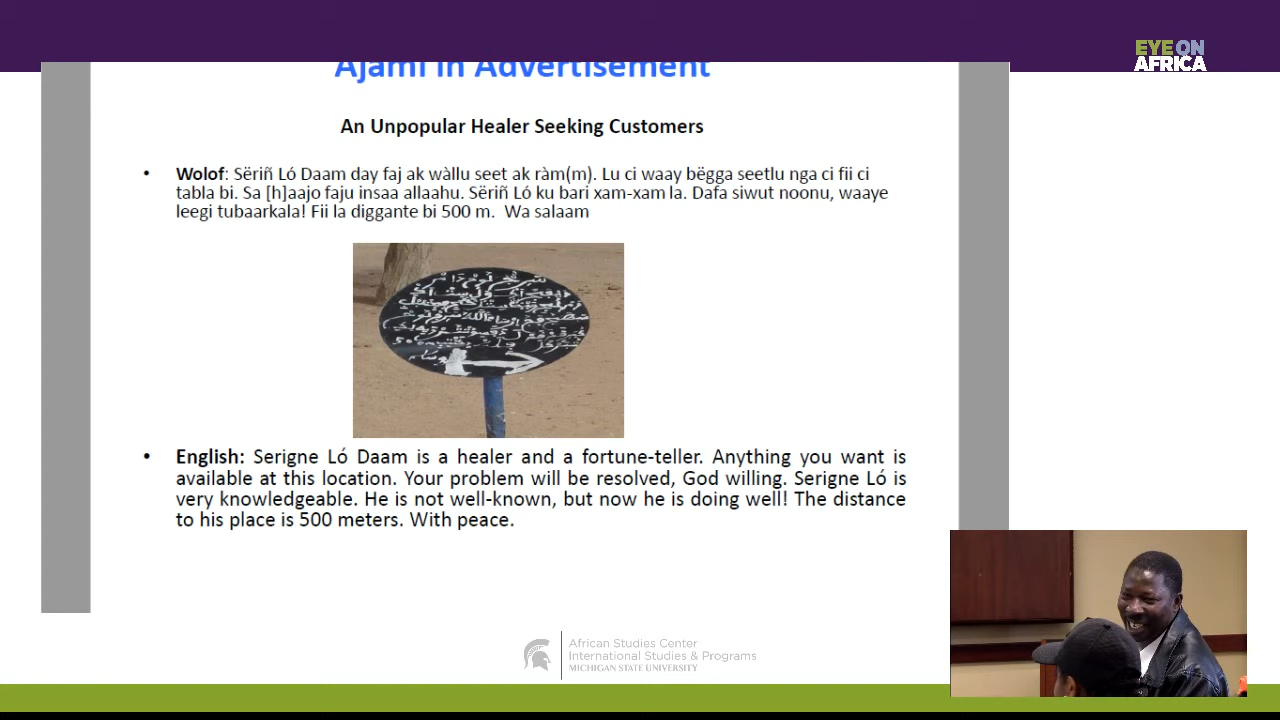 EYE ON
AFRICA
Ajami in Advertisement
An Unpopular Healer Seeking Customers
• Wolof: Sëriñ Ló Daam day faj ak wàllu seet ak ràm(m). Lu ci waay bëgga seetlu nga ci fii ci
tabla bi. Sa [h]aajo faju insaa allaahu. Sëriñ Ló ku bari xam-xam la. Dafa siwut noonu, waaye
leegi tubaarkala! Fii la diggante bi 500 m. Wa salaam
• English: Serigne Ló Daam is a healer and a fortune-teller. Anything you want is
available at this location. Your problem will be resolved, God willing. Serigne Ló is
very knowledgeable. He is not well-known, but now he is doing well! The distance
to his place is 500 meters. With peace.
African Studies Center
International Studies & Programs
MICHIGAN STATE UNIVERSITY